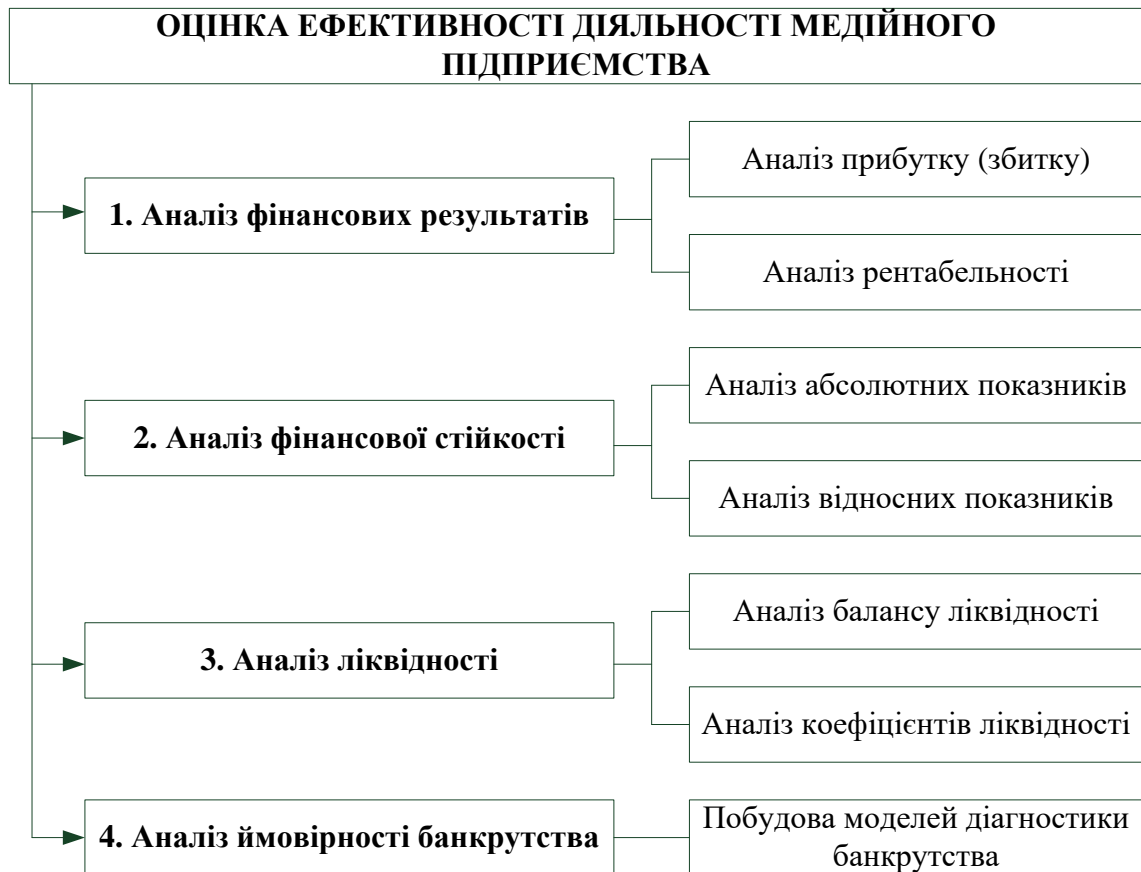 ОЦІНКА ЕФЕКТИВНОСТІ ДІЯЛЬНОСТІ МЕДІЙНОГО
ПІДПРИЄМСТВА
1. Аналіз фінансових результатів
Аналіз прибутку (збитку)
Аналіз рентабельності
2. Аналіз фінансової стійкості
Аналіз абсолютних показників
Аналіз відносних показників
3. Аналіз ліквідності
Аналіз балансу ліквідності
Аналіз коефіцієнтів ліквідності
4. Аналіз ймовірності банкрутства
Побудова моделей діагностики
банкрутства